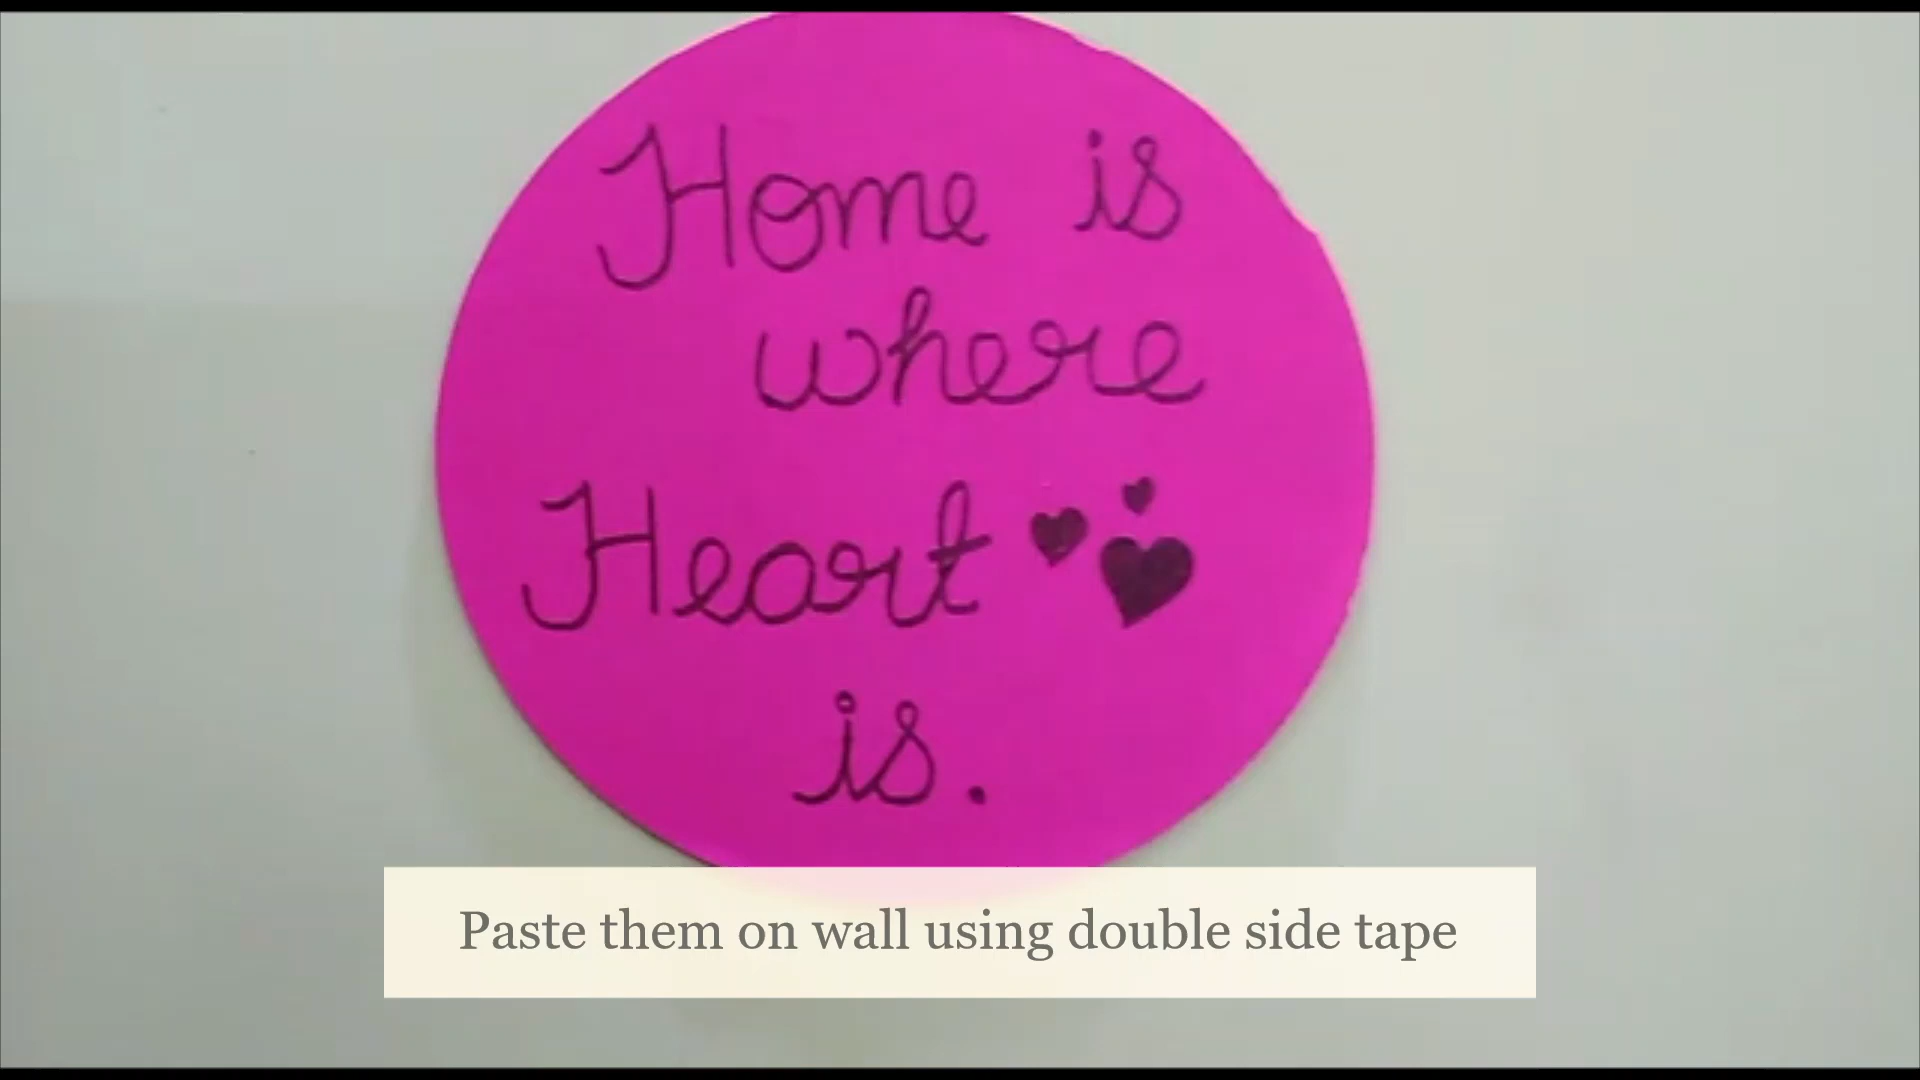 Home is
where
Heart
is.
Paste them on wall using double side tape